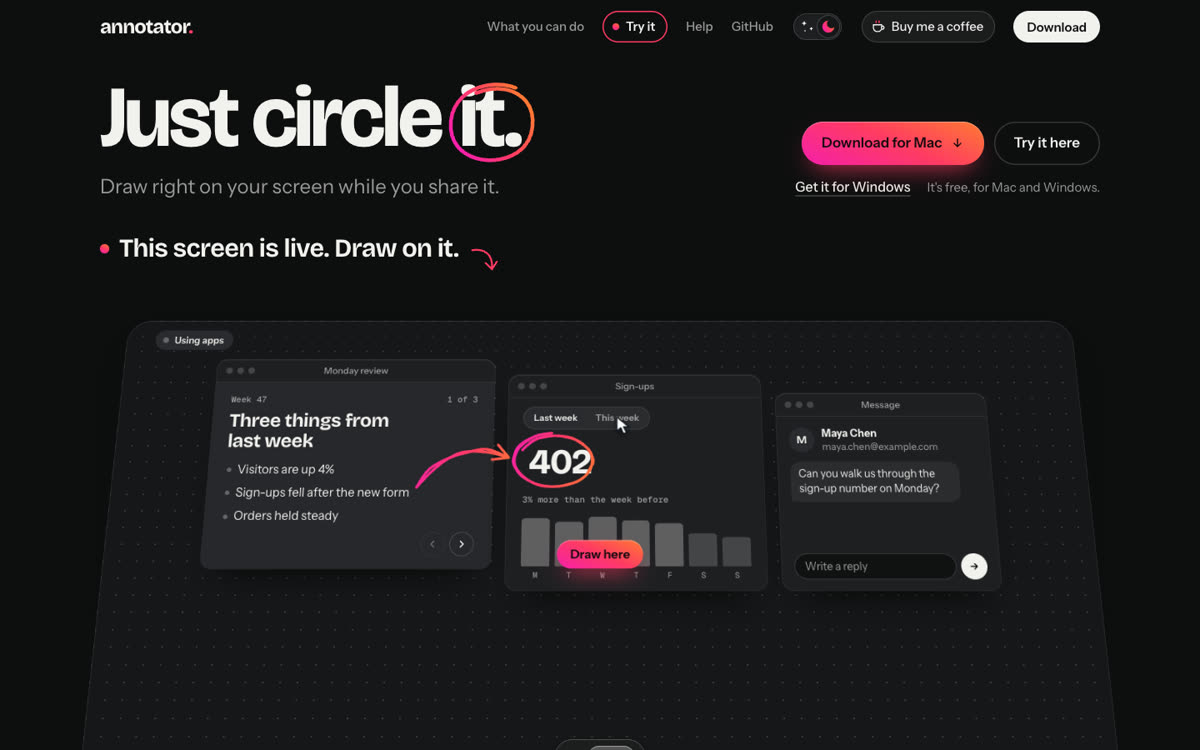 annotator.
What you can do
Try it
Help
GitHub
Buy me a coffee
Download
Just circle it.
Draw right on your screen while you share it.
Download for Mac ↓
Try it here
Get it for Windows
It's free, for Mac and Windows.
This screen is live. Draw on it.
Using apps
Monday review
Week 47
1 of 3
Three things from
last week
Visitors are up 4%
Sign-ups fell after the new form
Orders held steady
Sign-ups
Last week
This week
402
3% more than the week before
Draw here
M T W T F S S
Message
M
Maya Chen
maya.chen@example.com
Can you walk us through the
sign-up number on Monday?
Write a reply